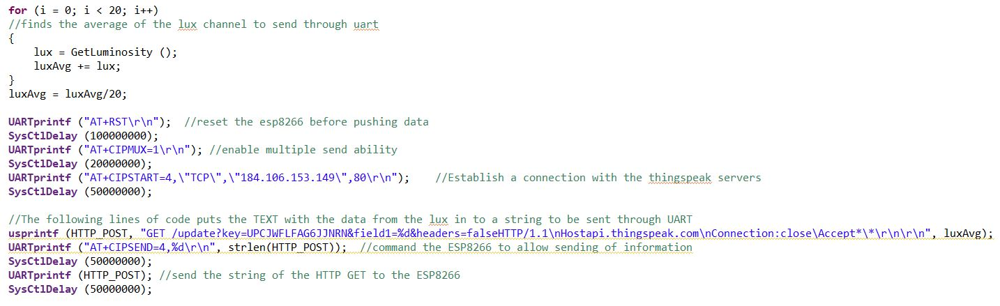 for (i = 0; i < 20; i++)
//finds the average of the lux channel to send through uart
{
    lux = GetLuminosity ();
    luxAvg += lux;
}
luxAvg = luxAvg/20;

UARTprintf ("AT+RST\r\n");  //reset the esp8266 before pushing data
SysCtlDelay (100000000);
UARTprintf ("AT+CIPMUX=1\r\n"); //enable multiple send ability
SysCtlDelay (20000000);
UARTprintf ("AT+CIPSTART=4,\"TCP\",\"184.106.153.149\",80\r\n");    //Establish a connection with the thingspeak servers
SysCtlDelay (50000000);

//The following lines of code puts the TEXT with the data from the lux in to a string to be sent through UART
usprintf (HTTP_POST, "GET /update?key=UPCJWFLFAG6JJNRN&field1=%d&headers=falseHTTP/1.1\nHostapi.thingspeak.com\nConnection:close\Accept*\*\r\n\r\n", luxAvg);
UARTprintf ("AT+CIPSEND=4,%d\r\n", strlen(HTTP_POST));  //command the ESP8266 to allow sending of information
SysCtlDelay (50000000);
UARTprintf (HTTP_POST); //send the string of the HTTP GET to the ESP8266
SysCtlDelay (50000000);